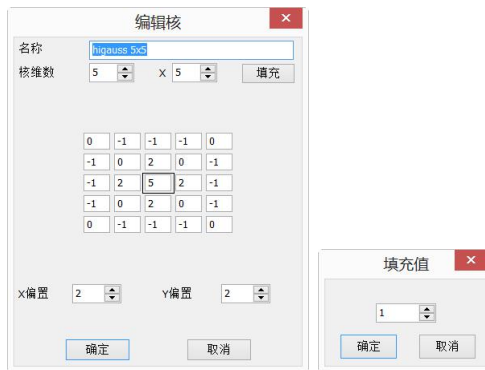 编辑核
名称 higauss 5x5
核维数 5 X 5 填充
0 -1 -1 -1 0
-1 0 2 0 -1
-1 2 5 2 -1
-1 0 2 0 -1
0 -1 -1 -1 0
X偏置 2 Y偏置 2
确定 取消
填充值
1
确定 取消